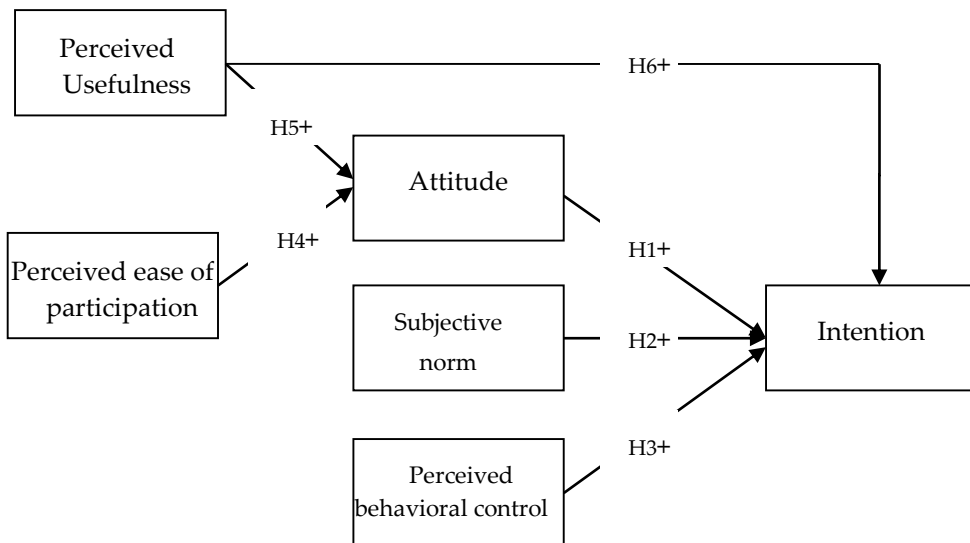 Perceived
Usefulness
H6+
H5+
Attitude
H4+
H1+
Perceived ease of
participation
Subjective
norm
H2+
Intention
H3+
Perceived
behavioral control